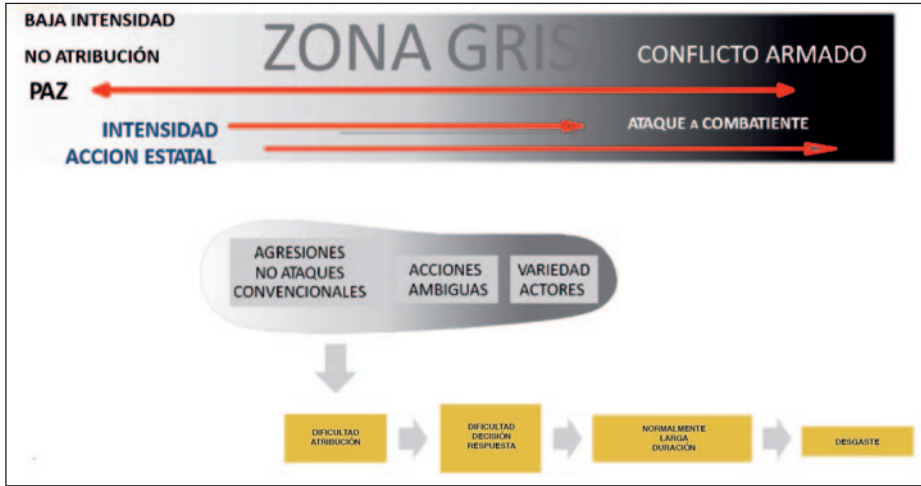 BAJA INTENSIDAD
ZONA GRIS
NO ATRIBUCIÓN
CONFLICTO ARMADO
PAZ
INTENSIDAD
ATAQUE A COMBATIENTE
ACCION ESTATAL
AGRESIONES
NO ATAQUES
CONVENCIONALES
ACCIONES
AMBIGUAS
VARIEDAD
ACTORES
DIFICULTAD
ATRIBUCIÓN
DIFICULTAD
DECISIÓN
RESPUESTA
NORMALMENTE
LARGA
DURACIÓN
DESGASTE